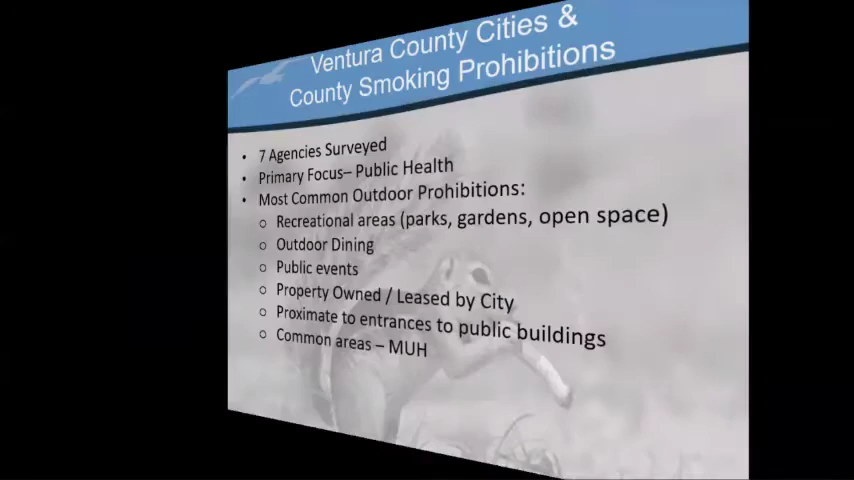 Ventura County Cities &
County Smoking Prohibitions
• 7 Agencies Surveyed
• Primary Focus– Public Health
• Most Common Outdoor Prohibitions:
o Recreational areas (parks, gardens, open space)
o Outdoor Dining
o Public events
o Property Owned / Leased by City
o Proximate to entrances to public buildings
o Common areas – MUH